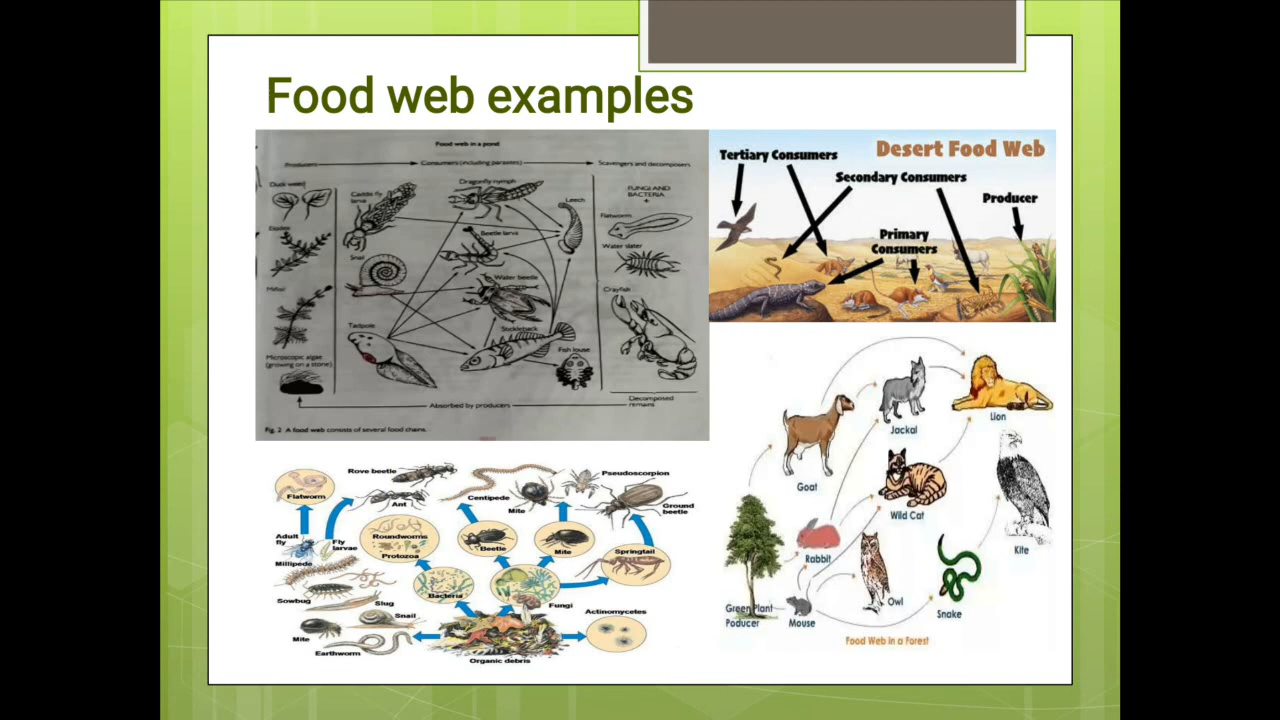 Food web examples
Food web in a pond
Producers
Consumers (including parasites)
Scavengers and decomposers
Duck weed
Caddis fly
larva
Dragonfly nymph
Leech
FUNGI AND
BACTERIA
+
Flatworm
Elodea
Beetle larva
Water slater
Snail
Water beetle
Crayfish
Milfoil
Tadpole
Stickleback
Fish louse
Microscopic algae
(growing on a stone)
Absorbed by producers
Decomposed
remains
Fig. 2 A food web consists of several food chains.
Desert Food Web
Tertiary Consumers
Secondary Consumers
Producer
Primary
Consumers
Rove beetle
Pseudoscorpion
Flatworm
Ant
Centipede
Mite
Ground
beetle
Adult
fly
Fly
larvae
Roundworms
Protozoa
Beetle
Mite
Springtail
Millipede
Bacteria
Sowbug
Slug
Fungi
Actinomycetes
Snail
Mite
Earthworm
Organic debris
Lion
Jackal
Goat
Wild Cat
Kite
Rabbit
Owl
Snake
Green Plant
Poducer
Mouse
Food Web in a Forest